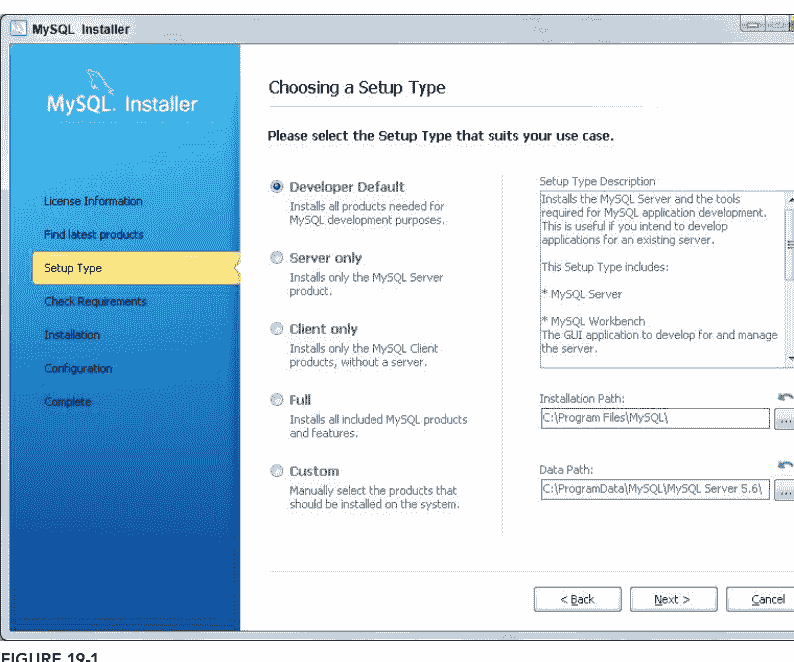 MySQL Installer
MySQL. Installer
License Information
Find latest products
Setup Type
Check Requirements
Installation
Configuration
Complete
Choosing a Setup Type
Please select the Setup Type that suits your use case.
Developer Default
Installs all products needed for
MySQL development purposes.
Server only
Installs only the MySQL Server
product.
Client only
Installs only the MySQL Client
products, without a server.
Full
Installs all included MySQL products
and features.
Custom
Manually select the products that
should be installed on the system.
Setup Type Description
Installs the MySQL Server and the tools
required for MySQL application development.
This is useful if you intend to develop
applications for an existing server.
This Setup Type includes:
* MySQL Server
* MySQL Workbench
The GUI application to develop for and manage
the server.
Installation Path:
C:\Program Files\MySQL\
...
Data Path:
C:\ProgramData\MySQL\MySQL Server 5.6\
...
< Back
Next >
Cancel
FIGURE 19-1